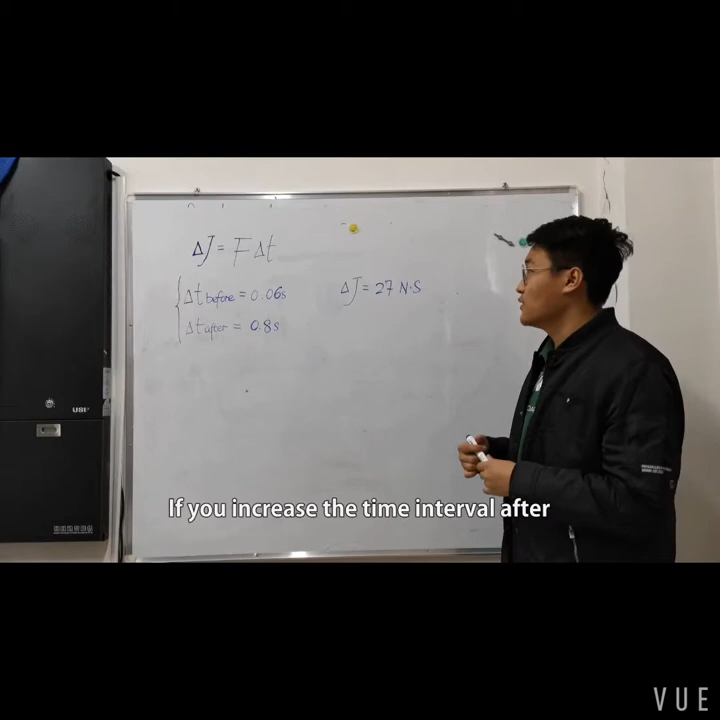 ΔJ = FΔt
Δt before = 0.06s
ΔJ = 27 N·S
Δt after = 0.8s
If you increase the time interval after
VUE